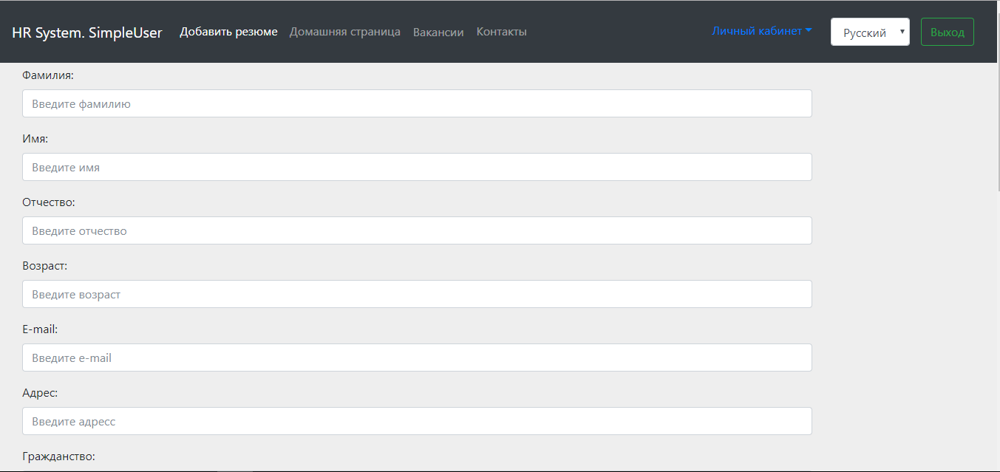 HR System. SimpleUser Добавить резюме Домашняя страница Вакансии Контакты Личный кабинет Русский Выход
Фамилия:
Введите фамилию
Имя:
Введите имя
Отчество:
Введите отчество
Возраст:
Введите возраст
E-mail:
Введите e-mail
Адрес:
Введите адресс
Гражданство: